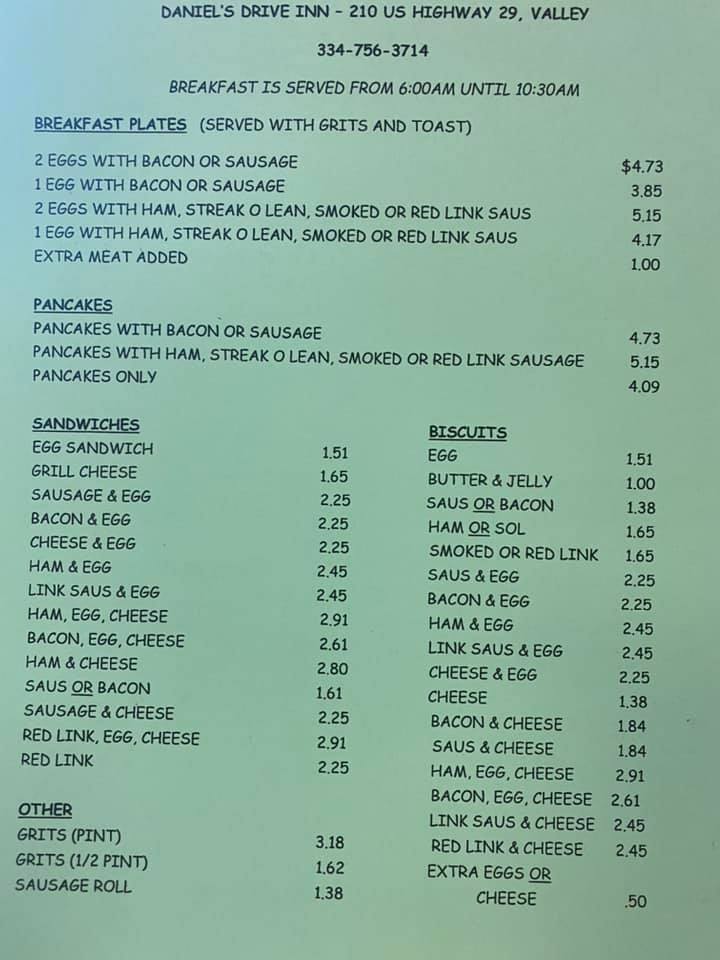 DANIEL'S DRIVE INN - 210 US HIGHWAY 29, VALLEY
334-756-3714
BREAKFAST IS SERVED FROM 6:00AM UNTIL 10:30AM
BREAKFAST PLATES (SERVED WITH GRITS AND TOAST)
2 EGGS WITH BACON OR SAUSAGE $4.73
1 EGG WITH BACON OR SAUSAGE 3.85
2 EGGS WITH HAM, STREAK O LEAN, SMOKED OR RED LINK SAUS 5.15
1 EGG WITH HAM, STREAK O LEAN, SMOKED OR RED LINK SAUS 4.17
EXTRA MEAT ADDED 1.00
PANCAKES
PANCAKES WITH BACON OR SAUSAGE 4.73
PANCAKES WITH HAM, STREAK O LEAN, SMOKED OR RED LINK SAUSAGE 5.15
PANCAKES ONLY 4.09
SANDWICHES
EGG SANDWICH 1.51
GRILL CHEESE 1.65
SAUSAGE & EGG 2.25
BACON & EGG 2.25
CHEESE & EGG 2.25
HAM & EGG 2.45
LINK SAUS & EGG 2.45
HAM, EGG, CHEESE 2.91
BACON, EGG, CHEESE 2.61
HAM & CHEESE 2.80
SAUS OR BACON 1.61
SAUSAGE & CHEESE 2.25
RED LINK, EGG, CHEESE 2.91
RED LINK 2.25
OTHER
GRITS (PINT) 3.18
GRITS (1/2 PINT) 1.62
SAUSAGE ROLL 1.38
BISCUITS
EGG 1.51
BUTTER & JELLY 1.00
SAUS OR BACON 1.38
HAM OR SOL 1.65
SMOKED OR RED LINK 1.65
SAUS & EGG 2.25
BACON & EGG 2.25
HAM & EGG 2.45
LINK SAUS & EGG 2.45
CHEESE & EGG 2.25
CHEESE 1.38
BACON & CHEESE 1.84
SAUS & CHEESE 1.84
HAM, EGG, CHEESE 2.91
BACON, EGG, CHEESE 2.61
LINK SAUS & CHEESE 2.45
RED LINK & CHEESE 2.45
EXTRA EGGS OR
CHEESE .50